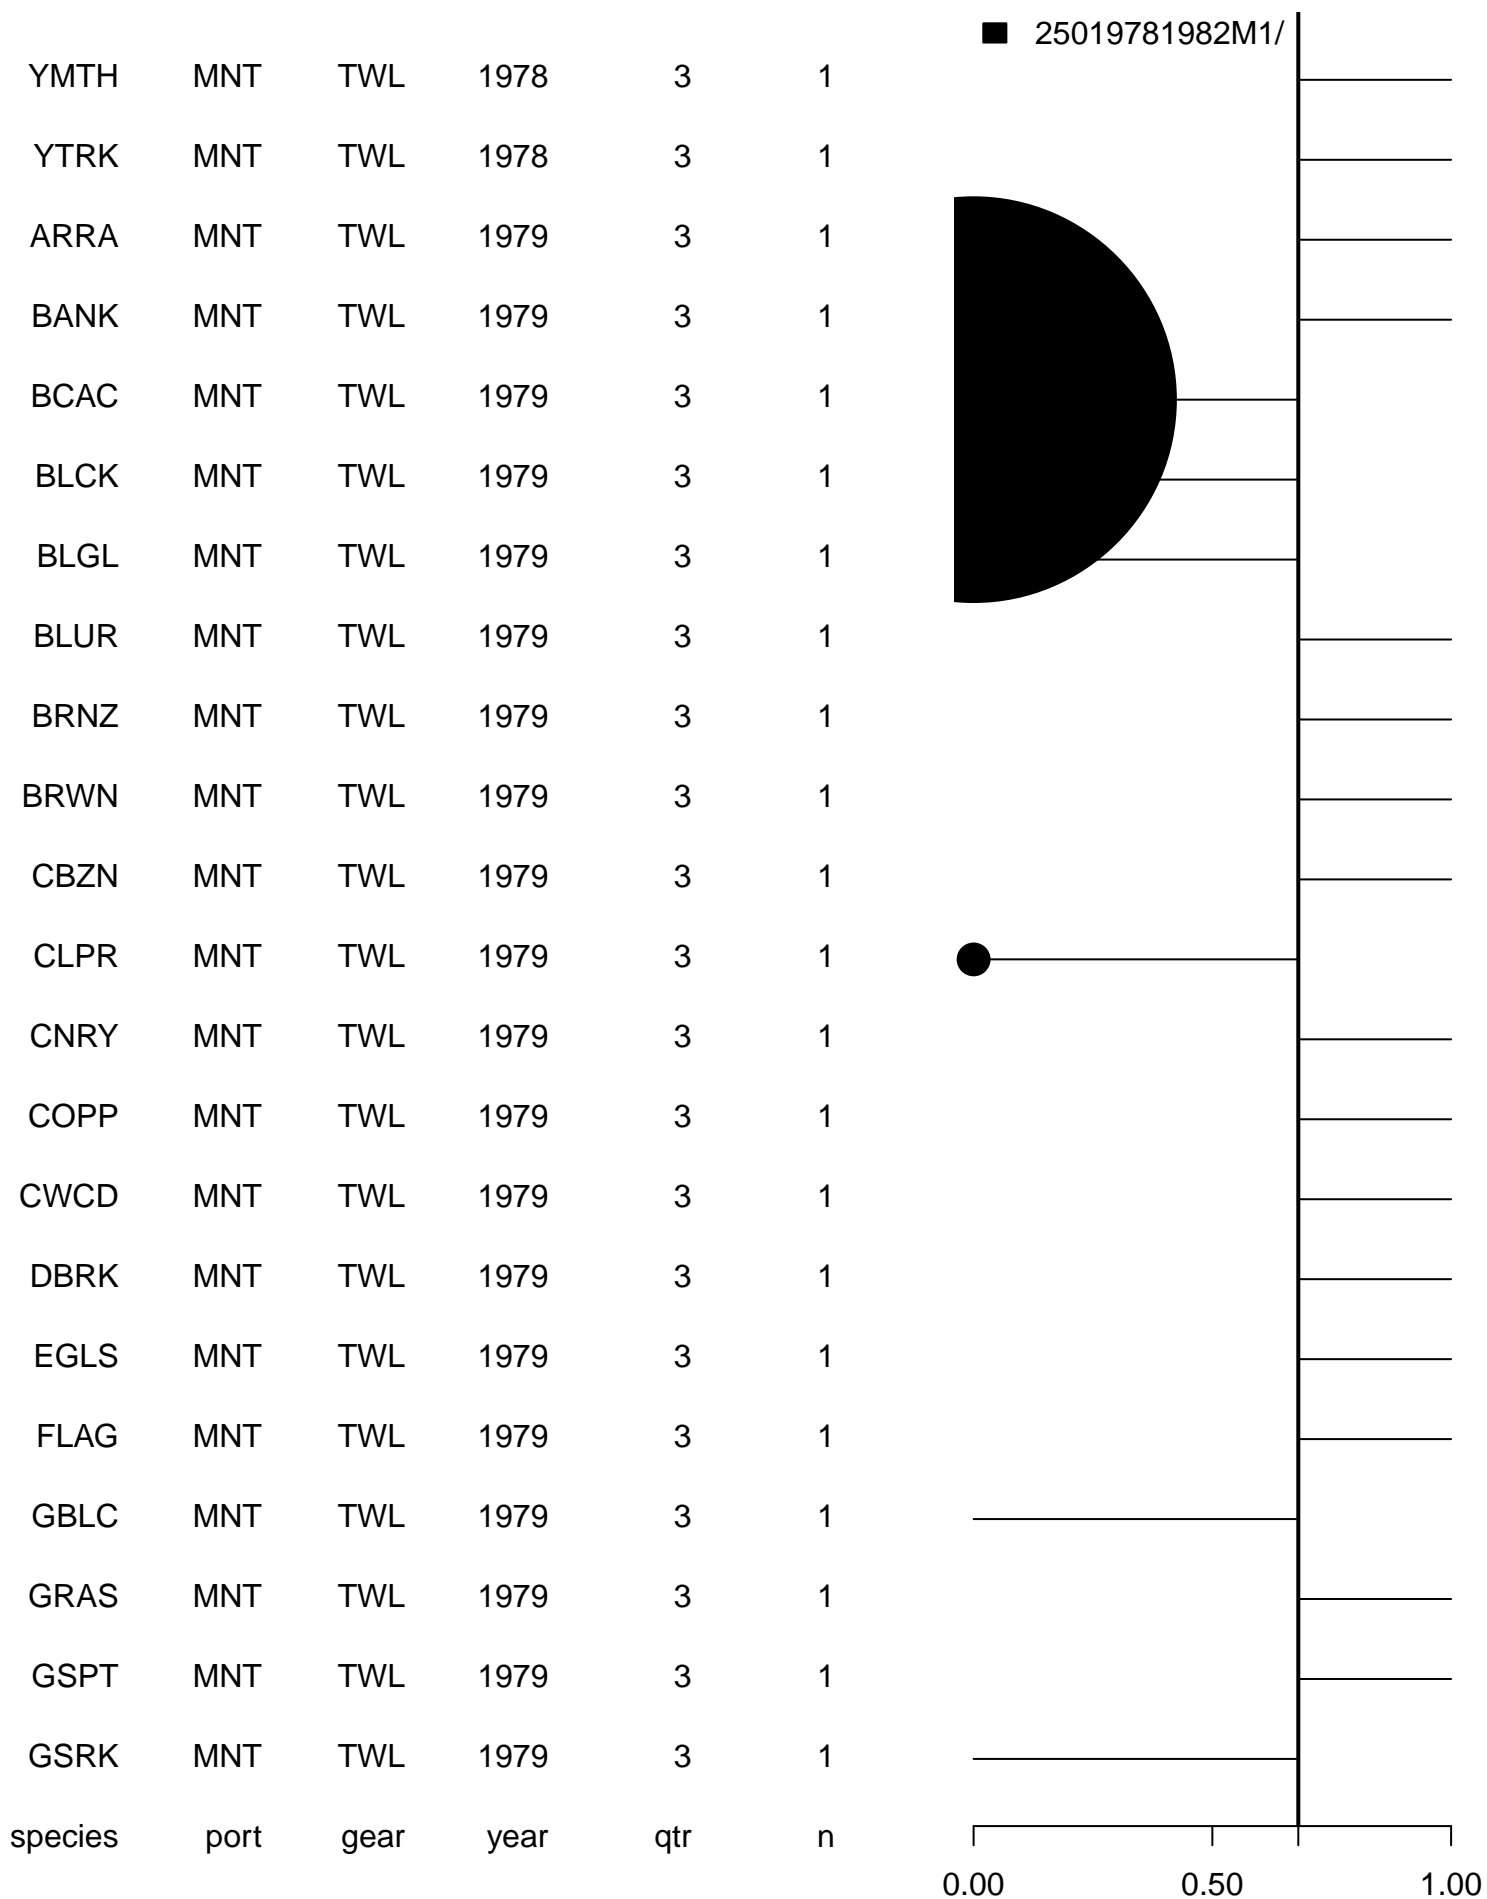 25019781982M1/
YMTH MNT TWL 1978 3 1
YTRK MNT TWL 1978 3 1
ARRA MNT TWL 1979 3 1
BANK MNT TWL 1979 3 1
BCAC MNT TWL 1979 3 1
BLCK MNT TWL 1979 3 1
BLGL MNT TWL 1979 3 1
BLUR MNT TWL 1979 3 1
BRNZ MNT TWL 1979 3 1
BRWN MNT TWL 1979 3 1
CBZN MNT TWL 1979 3 1
CLPR MNT TWL 1979 3 1
CNRY MNT TWL 1979 3 1
COPP MNT TWL 1979 3 1
CWCD MNT TWL 1979 3 1
DBRK MNT TWL 1979 3 1
EGLS MNT TWL 1979 3 1
FLAG MNT TWL 1979 3 1
GBLC MNT TWL 1979 3 1
GRAS MNT TWL 1979 3 1
GSPT MNT TWL 1979 3 1
GSRK MNT TWL 1979 3 1
species port gear year qtr n
0.00 0.50 1.00